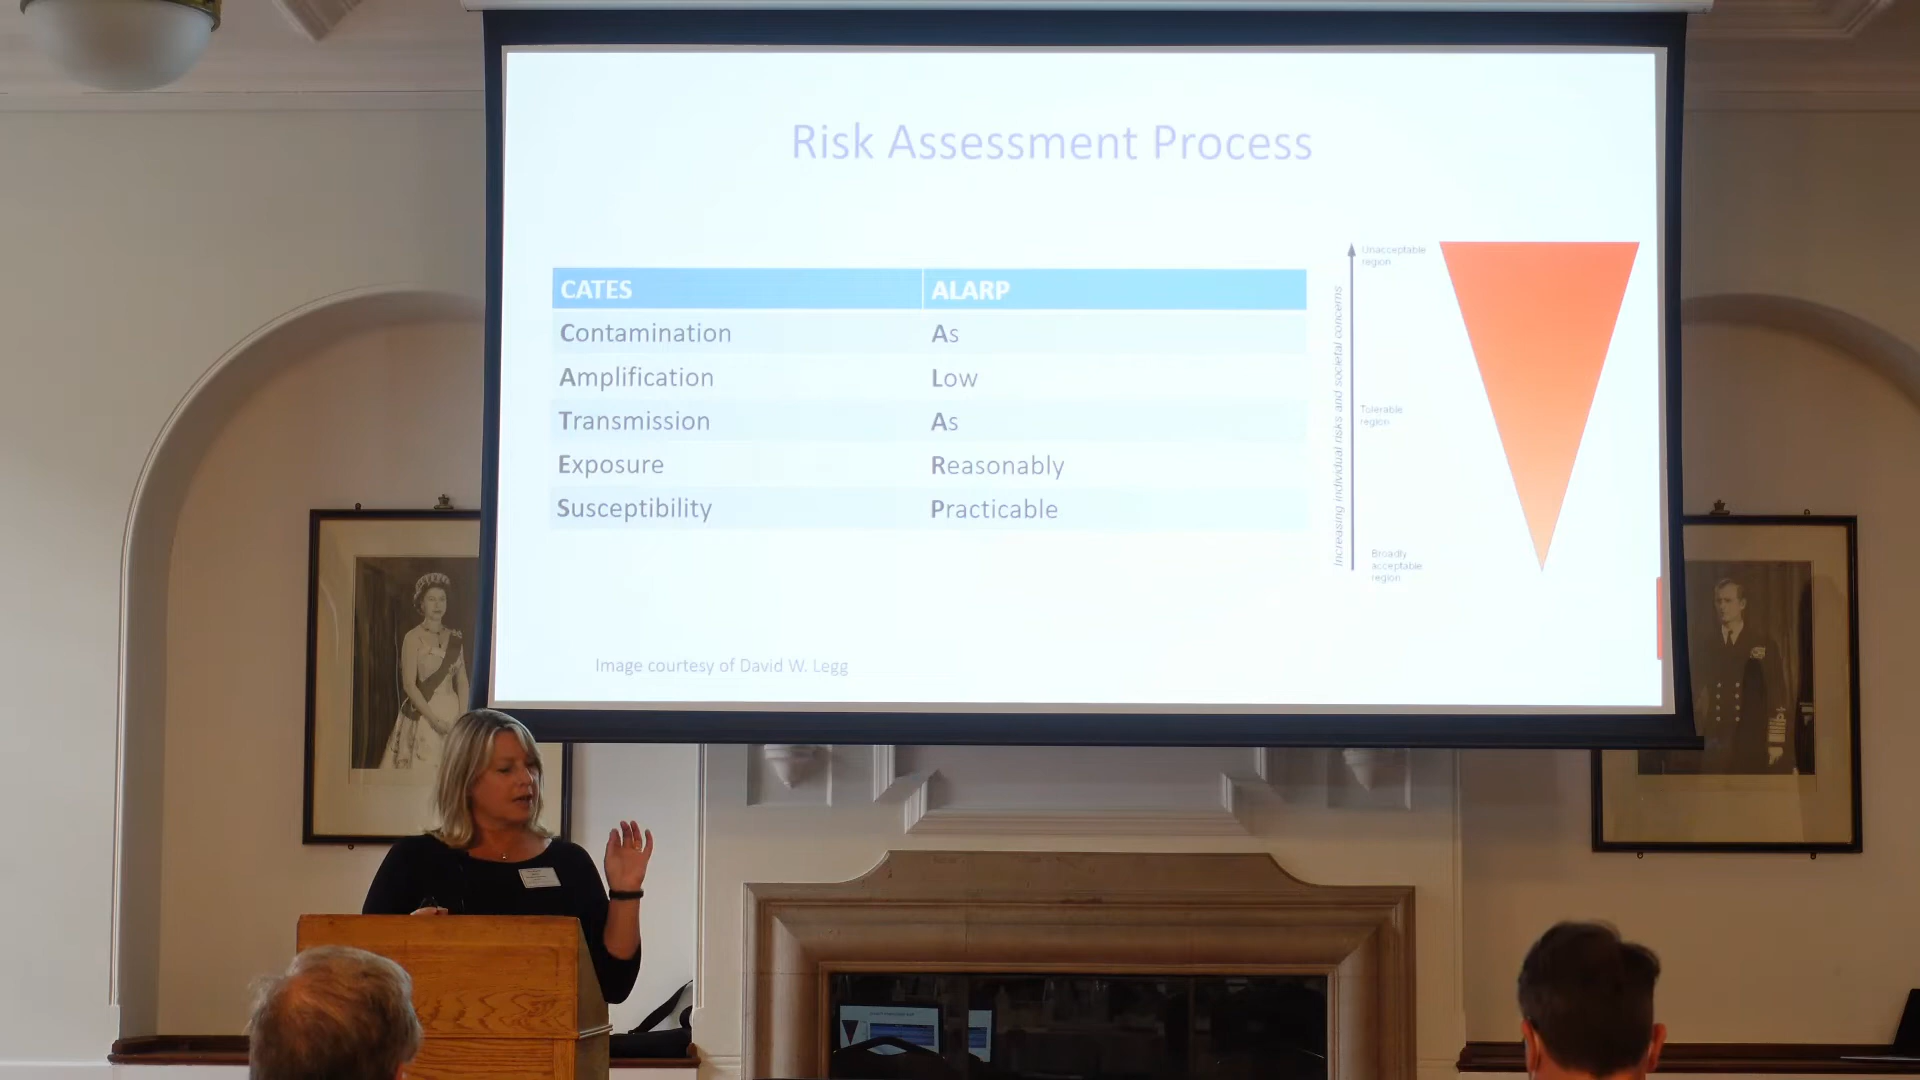 Risk Assessment Process
CATES ALARP
Contamination As
Amplification Low
Transmission As
Exposure Reasonably
Susceptibility Practicable
Increasing individual risks and societal concerns
Unacceptable
region
Tolerable
region
Broadly
acceptable
region
Image courtesy of David W. Legg